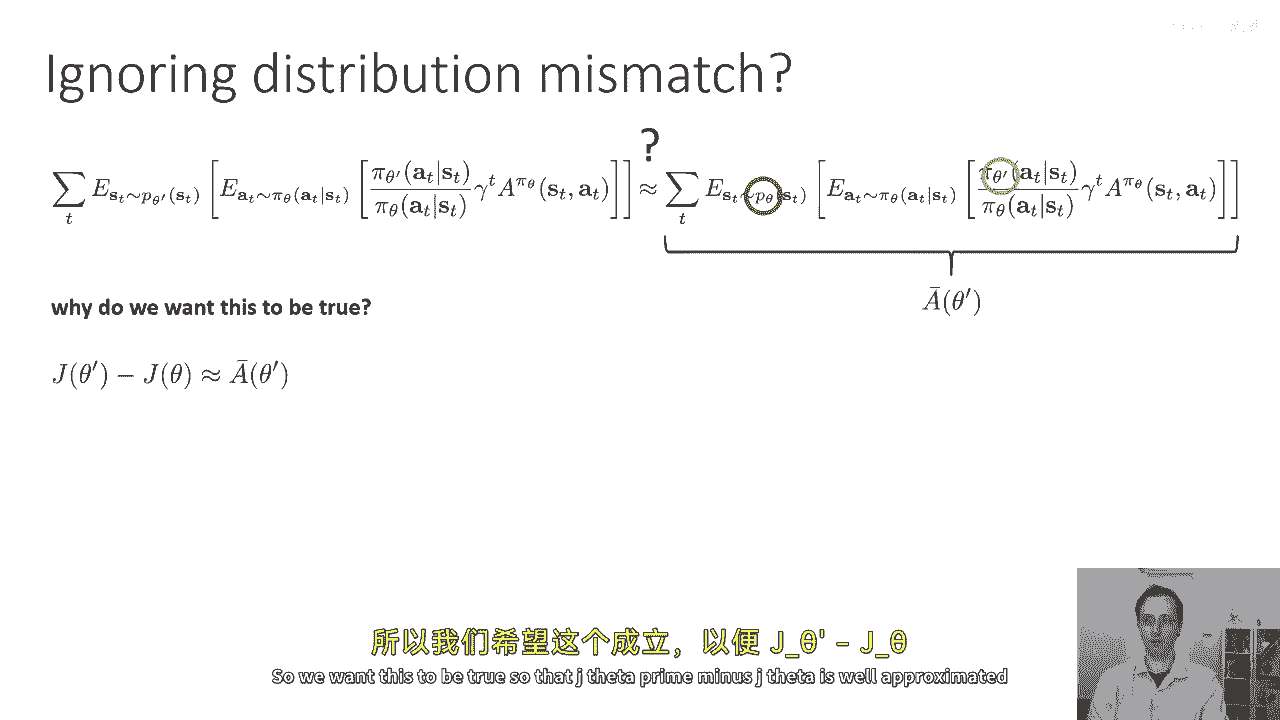 Ignoring distribution mismatch?
?
$\sum_t E_{\mathbf{s}_t \sim p_{\theta'}(\mathbf{s}_t)} \left[ E_{\mathbf{a}_t \sim \pi_\theta(\mathbf{a}_t|\mathbf{s}_t)} \left[ \frac{\pi_{\theta'}(\mathbf{a}_t|\mathbf{s}_t)}{\pi_\theta(\mathbf{a}_t|\mathbf{s}_t)} \gamma^t A^{\pi_\theta}(\mathbf{s}_t, \mathbf{a}_t) \right] \right] \approx \sum_t E_{\mathbf{s}_t \sim p_\theta(\mathbf{s}_t)} \left[ E_{\mathbf{a}_t \sim \pi_\theta(\mathbf{a}_t|\mathbf{s}_t)} \left[ \frac{\pi_{\theta'}(\mathbf{a}_t|\mathbf{s}_t)}{\pi_\theta(\mathbf{a}_t|\mathbf{s}_t)} \gamma^t A^{\pi_\theta}(\mathbf{s}_t, \mathbf{a}_t) \right] \right]$
$\bar{A}(\theta')$
why do we want this to be true?
$J(\theta') - J(\theta) \approx \bar{A}(\theta')$
所以我们希望这个成立，以便 J_θ' - J_θ
So we want this to be true so that j theta prime minus j theta is well approximated